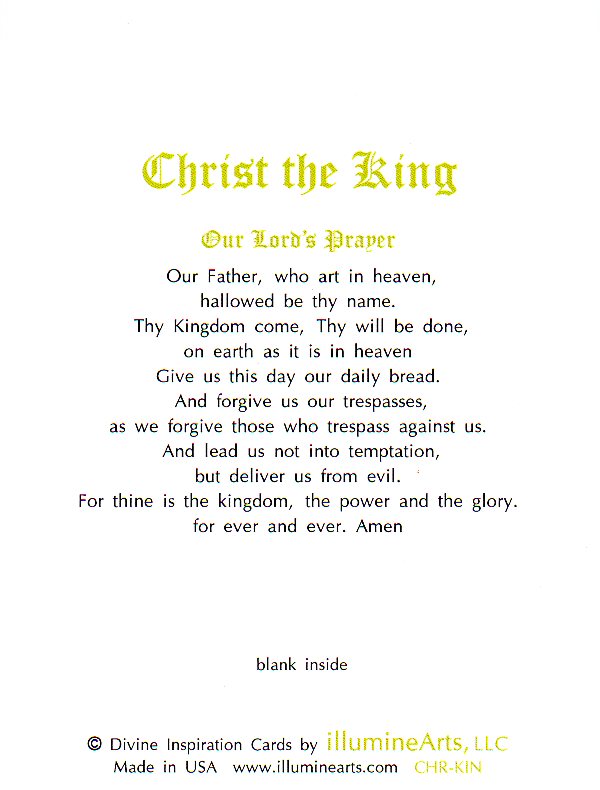 Christ the King
Our Lord's Prayer
Our Father, who art in heaven,
hallowed be thy name.
Thy Kingdom come, Thy will be done,
on earth as it is in heaven
Give us this day our daily bread.
And forgive us our trespasses,
as we forgive those who trespass against us.
And lead us not into temptation,
but deliver us from evil.
For thine is the kingdom, the power and the glory.
for ever and ever. Amen
blank inside
© Divine Inspiration Cards by illumineArts, LLC
Made in USA www.illuminearts.com CHR-KIN